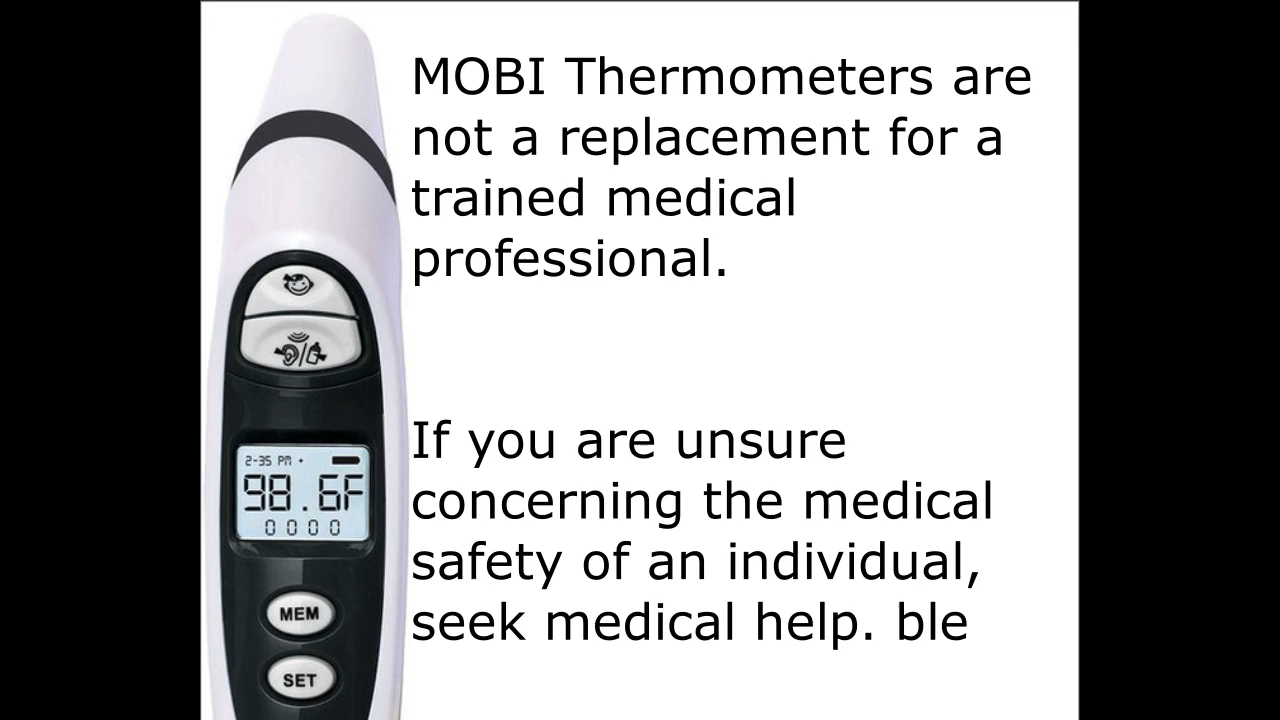 MOBI Thermometers are
not a replacement for a
trained medical
professional.
If you are unsure
concerning the medical
safety of an individual,
seek medical help. ble
2-35 PM
98.6F
0000
MEM
SET